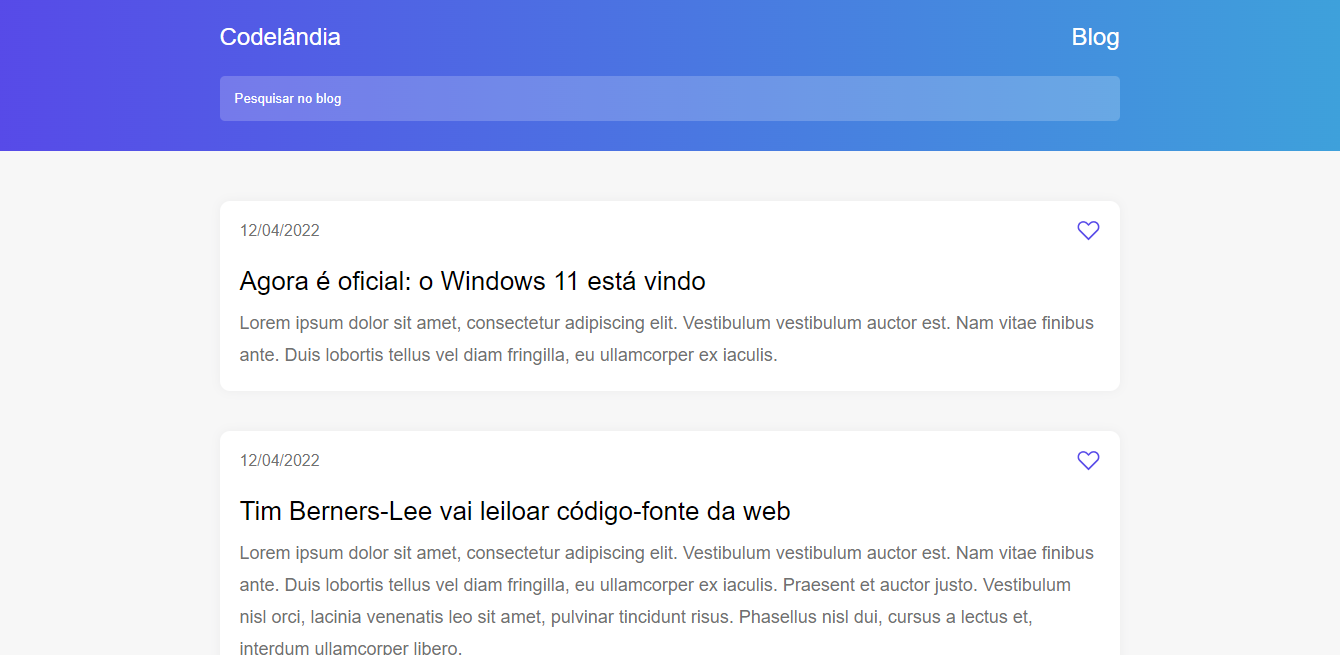 Codelândia
Blog
Pesquisar no blog
12/04/2022
Agora é oficial: o Windows 11 está vindo
Lorem ipsum dolor sit amet, consectetur adipiscing elit. Vestibulum vestibulum auctor est. Nam vitae finibus
ante. Duis lobortis tellus vel diam fringilla, eu ullamcorper ex iaculis.
12/04/2022
Tim Berners-Lee vai leiloar código-fonte da web
Lorem ipsum dolor sit amet, consectetur adipiscing elit. Vestibulum vestibulum auctor est. Nam vitae finibus
ante. Duis lobortis tellus vel diam fringilla, eu ullamcorper ex iaculis. Praesent et auctor justo. Vestibulum
nisl orci, lacinia venenatis leo sit amet, pulvinar tincidunt risus. Phasellus nisl dui, cursus a lectus et,
interdum ullamcorper libero.